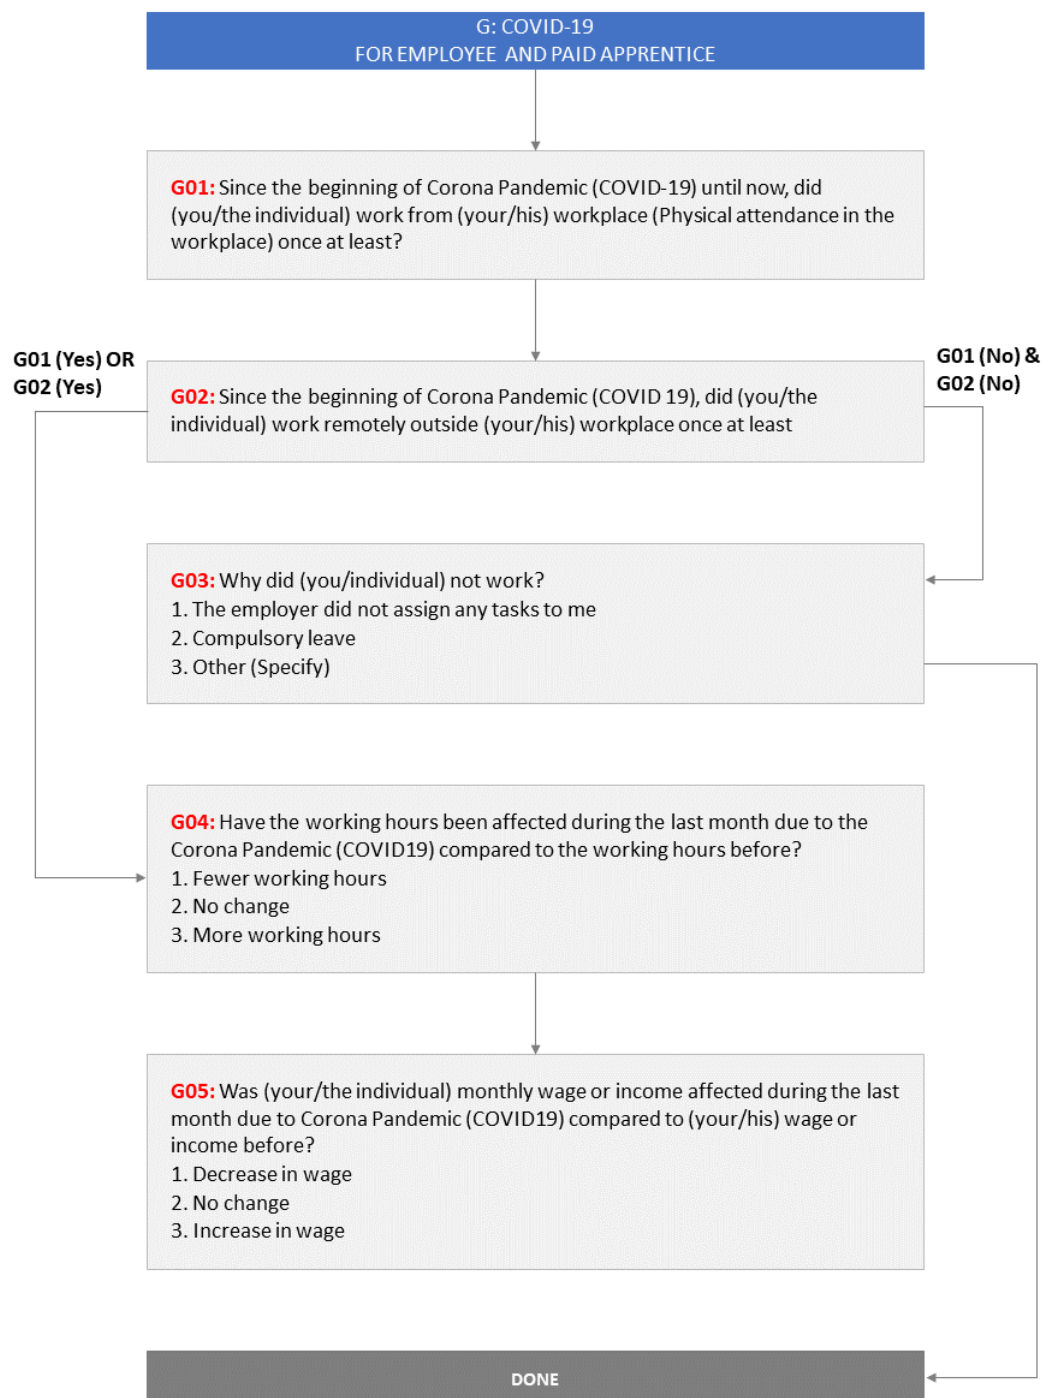 G: COVID-19
FOR EMPLOYEE AND PAID APPRENTICE
G01: Since the beginning of Corona Pandemic (COVID-19) until now, did
(you/the individual) work from (your/his) workplace (Physical attendance in the
workplace) once at least?
G01 (Yes) OR
G02 (Yes)
G01 (No) &
G02 (No)
G02: Since the beginning of Corona Pandemic (COVID 19), did (you/the
individual) work remotely outside (your/his) workplace once at least
G03: Why did (you/individual) not work?
1. The employer did not assign any tasks to me
2. Compulsory leave
3. Other (Specify)
G04: Have the working hours been affected during the last month due to the
Corona Pandemic (COVID19) compared to the working hours before?
1. Fewer working hours
2. No change
3. More working hours
G05: Was (your/the individual) monthly wage or income affected during the last
month due to Corona Pandemic (COVID19) compared to (your/his) wage or
income before?
1. Decrease in wage
2. No change
3. Increase in wage
DONE